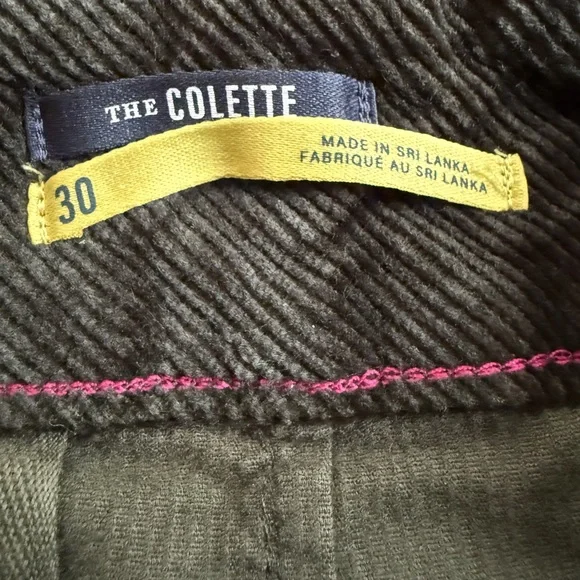 THE COLETTE
30
MADE IN SRI LANKA
FABRIQUÉ AU SRI LANKA